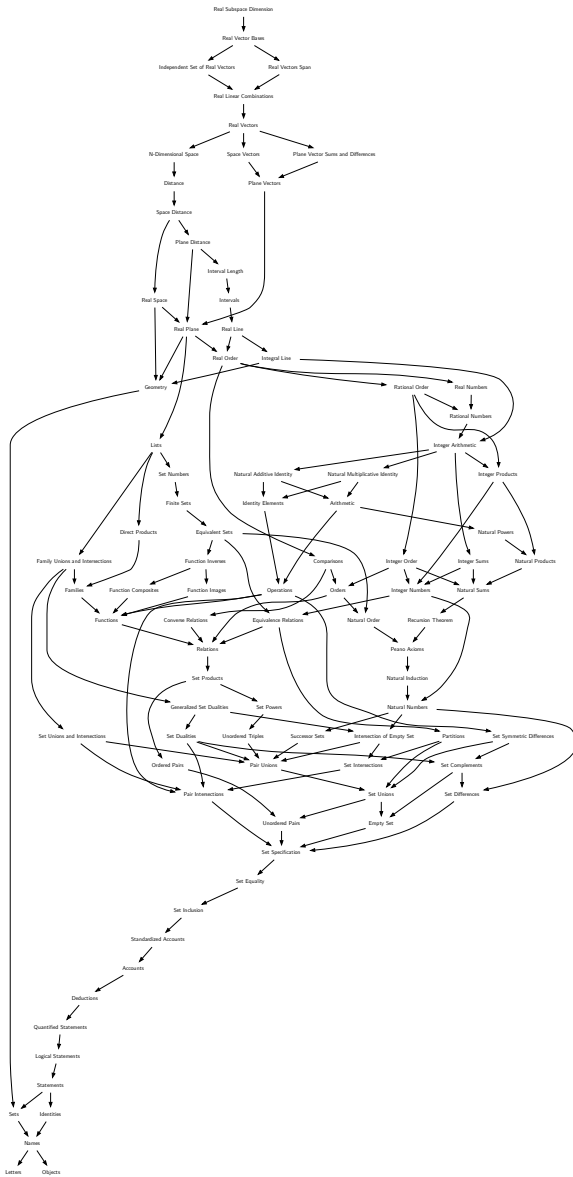 Real Subspace Dimension
Real Vector Bases
Independent Set of Real Vectors Real Vectors Span
Real Linear Combinations
Real Vectors
N-Dimensional Space Space Vectors Plane Vector Sums and Differences
Distance Plane Vectors
Space Distance
Plane Distance
Interval Length
Real Space Intervals
Real Plane Real Line
Real Order Integral Line
Geometry Rational Order Real Numbers
Rational Numbers
Lists Integer Arithmetic
Set Numbers Natural Additive Identity Natural Multiplicative Identity Integer Products
Finite Sets Identity Elements Arithmetic
Direct Products Equivalent Sets Natural Powers
Family Unions and Intersections Function Inverses Comparisons Integer Order Integer Sums Natural Products
Families Function Composites Function Images Operations Orders Integer Numbers Natural Sums
Functions Converse Relations Equivalence Relations Natural Order Recursion Theorem
Relations Peano Axioms
Set Products Natural Induction
Generalized Set Dualities Set Powers Natural Numbers
Set Unions and Intersections Set Dualities Unordered Triples Successor Sets Intersection of Empty Set Partitions Set Symmetric Differences
Ordered Pairs Pair Unions Set Intersections Set Complements
Pair Intersections Set Unions Set Differences
Unordered Pairs Empty Set
Set Specification
Set Equality
Set Inclusion
Standardized Accounts
Accounts
Deductions
Quantified Statements
Logical Statements
Statements
Sets Identities
Names
Letters Objects